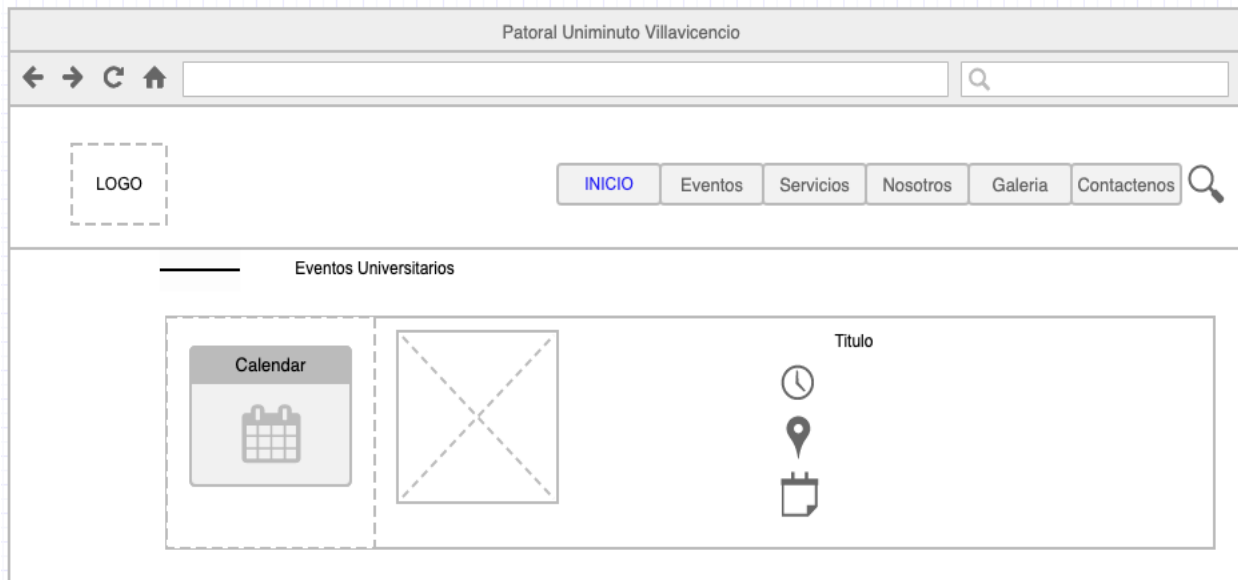 Patoral Uniminuto Villavicencio
LOGO
INICIO Eventos Servicios Nosotros Galeria Contactenos
Eventos Universitarios
Calendar
Titulo